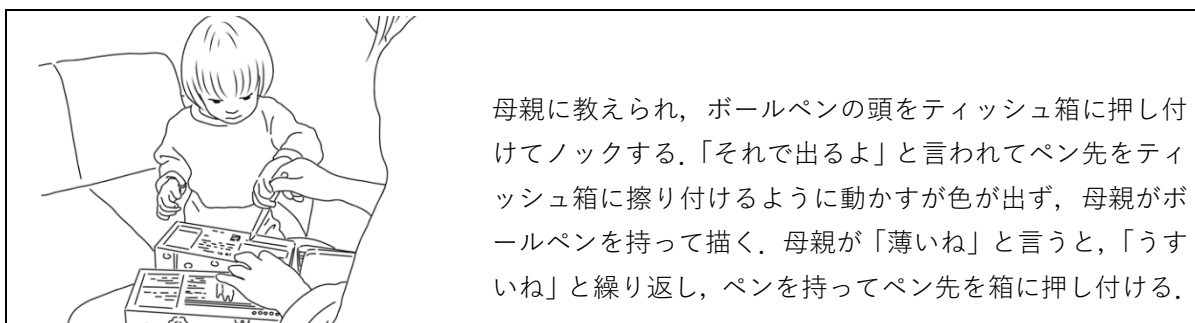 母親に教えられ，ボールペンの頭をティッシュ箱に押し付
けてノックする．「それで出るよ」と言われてペン先をティ
ッシュ箱に擦り付けるように動かすが色が出ず，母親がボ
ールペンを持って描く．母親が「薄いね」と言うと，「うす
いね」と繰り返し，ペンを持ってペン先を箱に押し付ける．